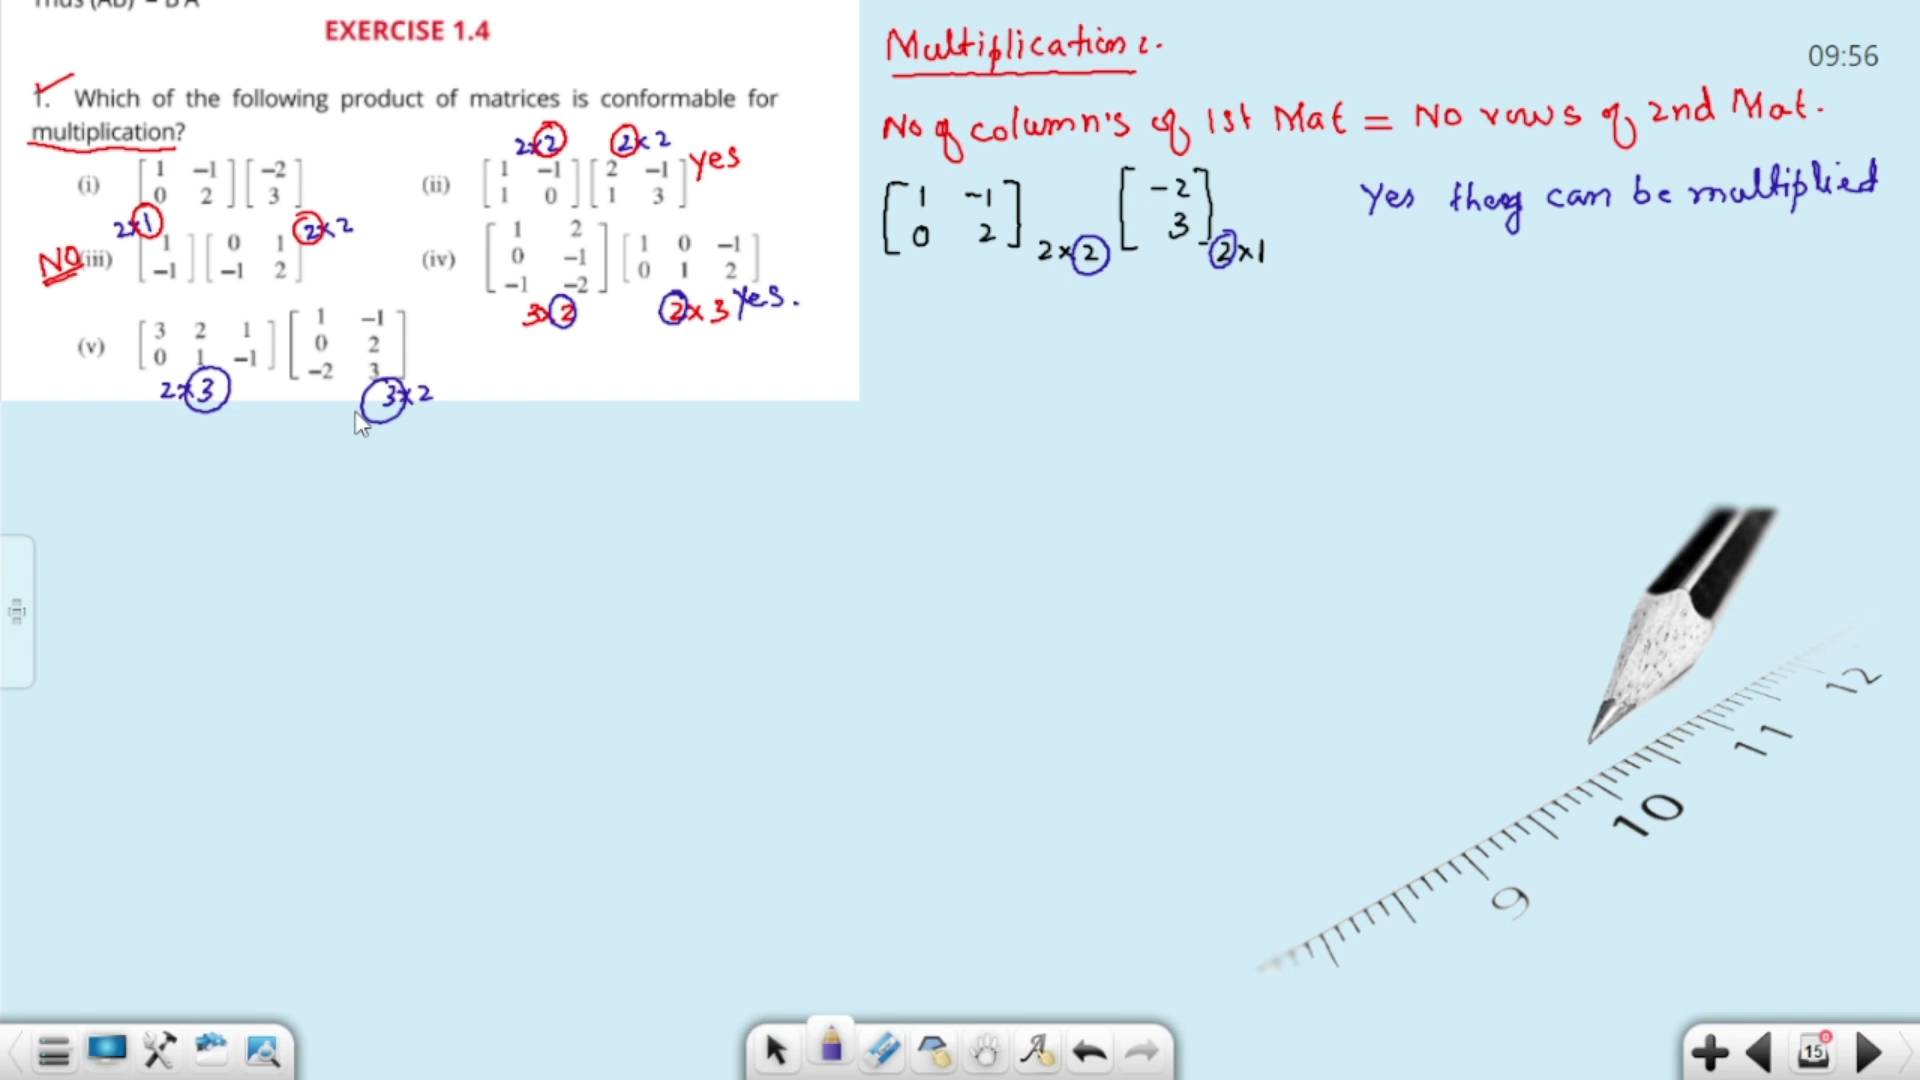 Thus (AB) = B A
EXERCISE 1.4
1. Which of the following product of matrices is conformable for
multiplication?
2×2 2×2
(i) [1 −1] [−2]
[0 2] [3]
(ii) [1 −1] [2 −1] yes
[1 0] [1 3]
2×1 2×2
NO (iii) [1] [0 1]
[−1] [−1 2]
(iv) [1 2] [1 0 −1]
[0 −1] [0 1 2]
[−1 −2]
3×2 2×3 yes.
(v) [3 2 1] [1 −1]
[0 1 −1] [0 2]
[−2 3]
2×3 3×2
Multiplication:.
09:56
No of column's of 1st Mat = No rows of 2nd Mat.
[1 −1] [−2] Yes they can be multiplied
[0 2] 2×2 [3] 2×1
9 10 11 12
15
0